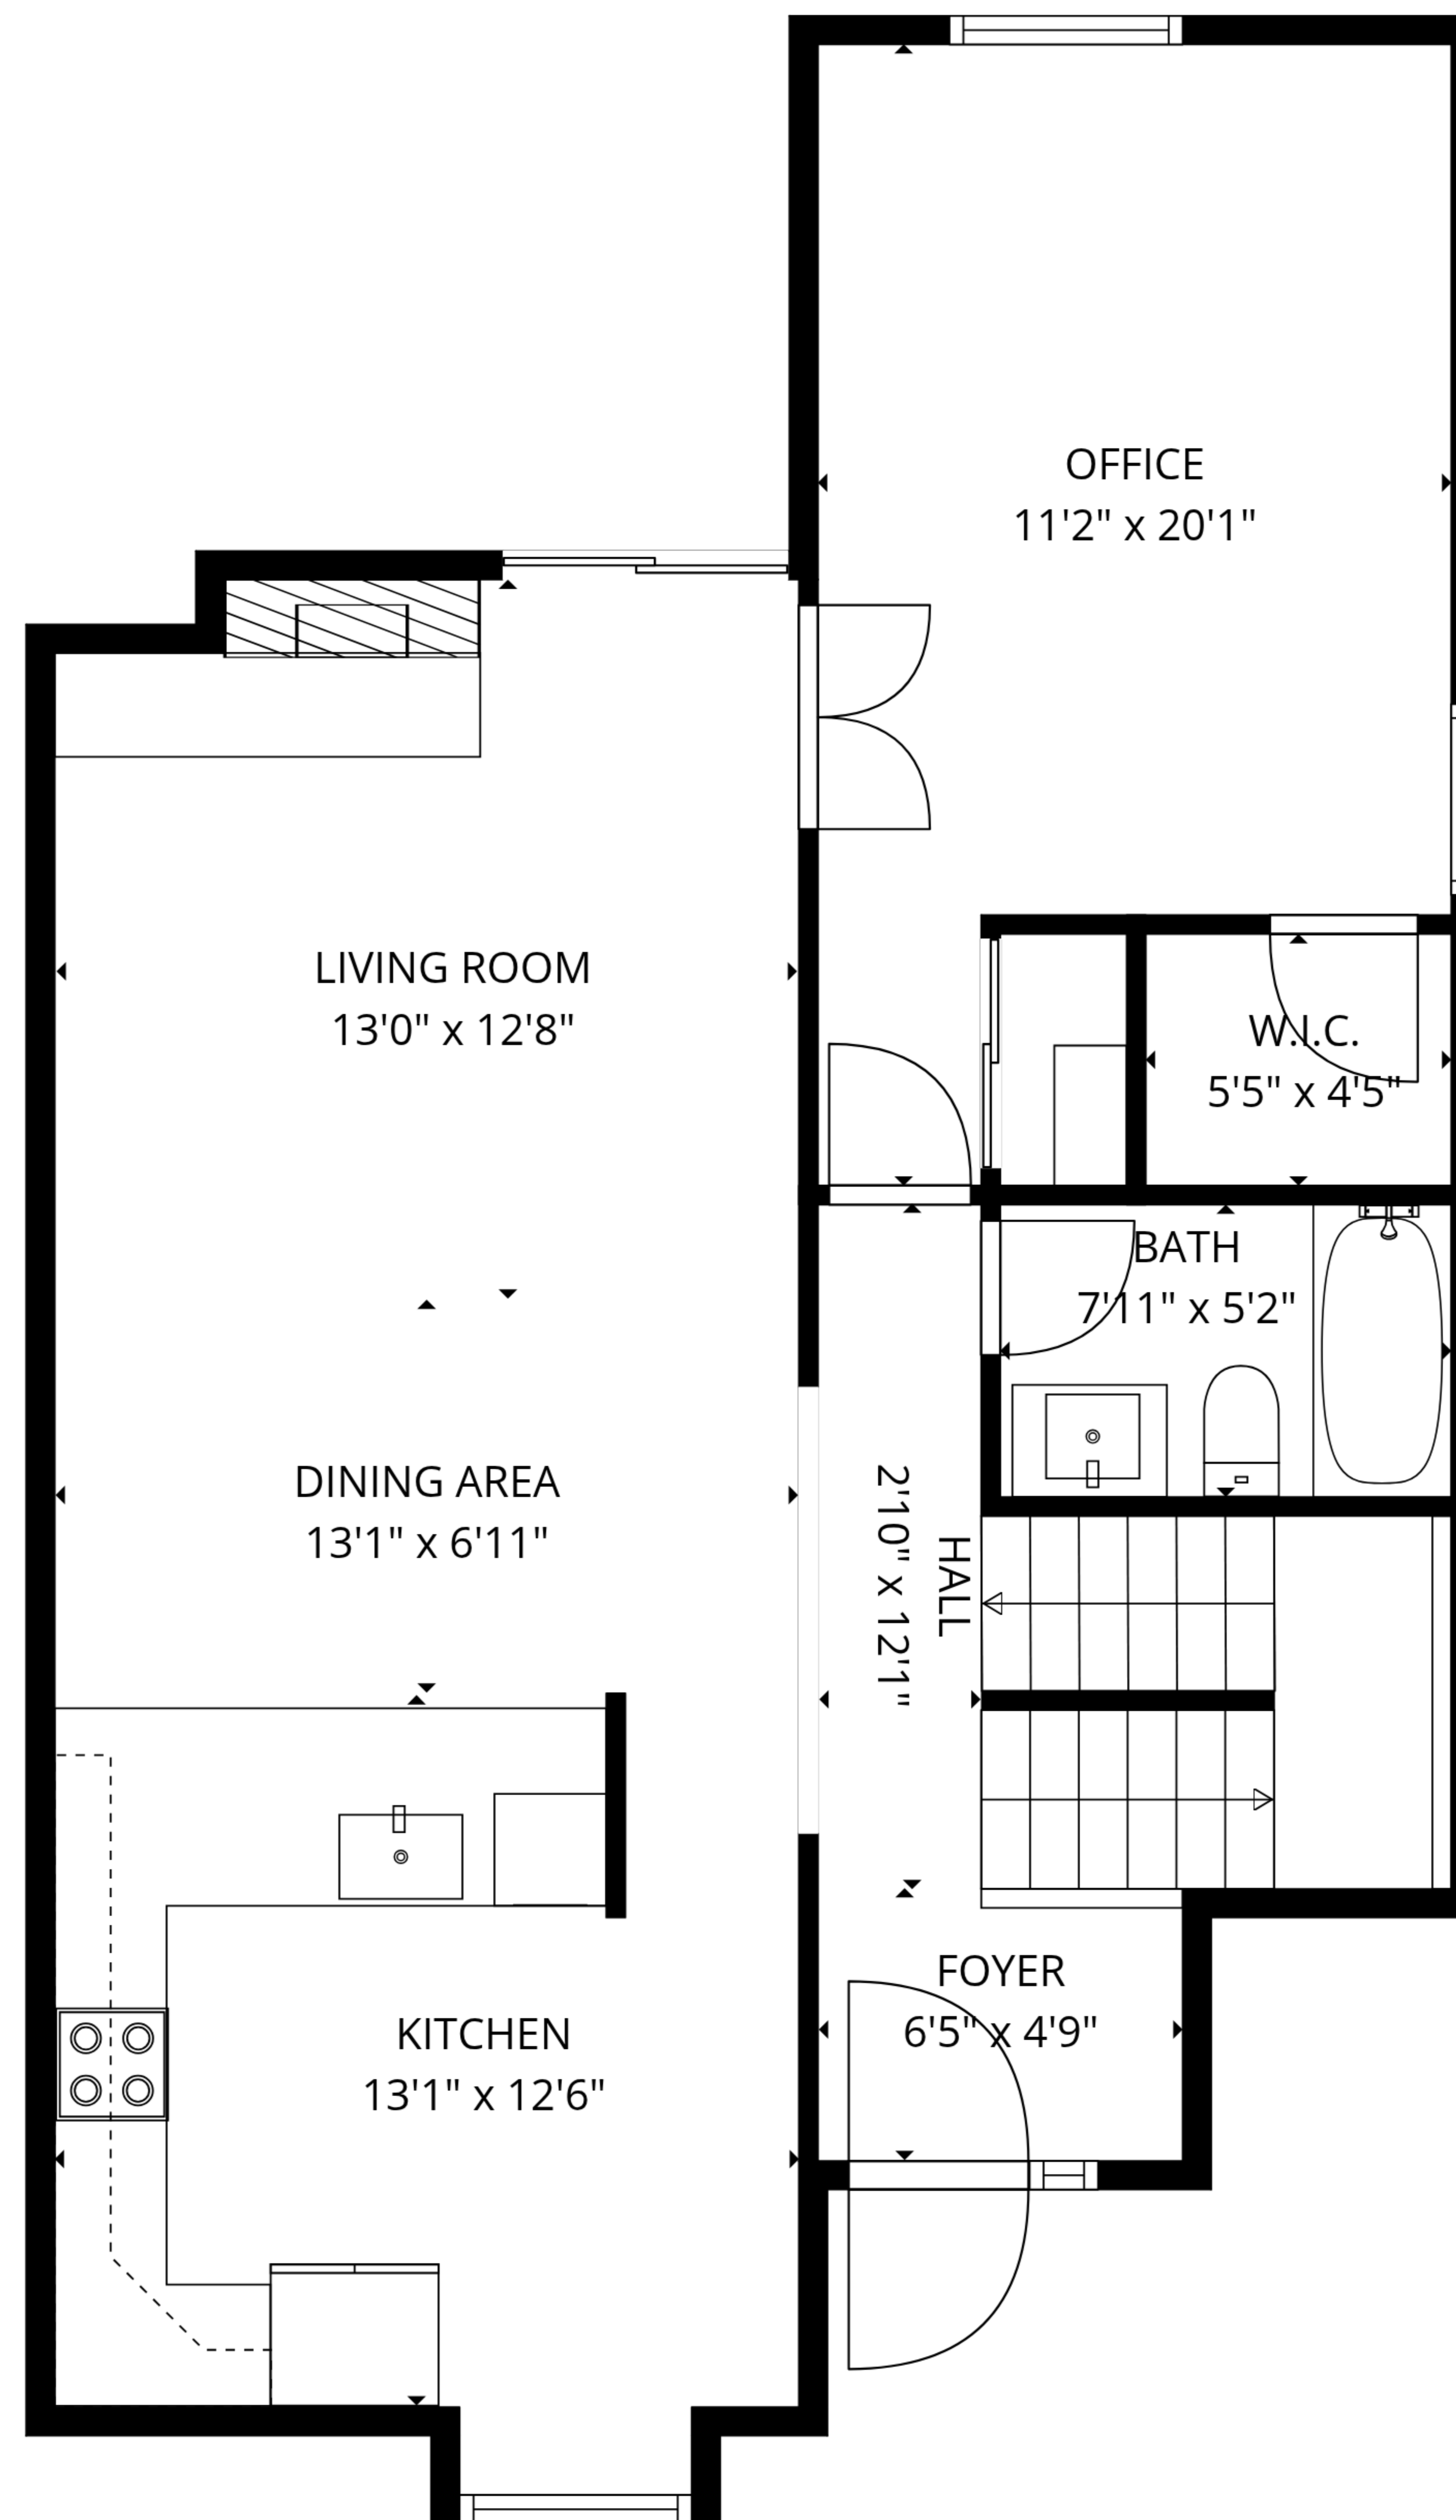 OFFICE
11'2" x 20'1"
LIVING ROOM
13'0" x 12'8"
W.I.C.
5'5" x 4'5"
BATH
7'11" x 5'2"
DINING AREA
13'1" x 6'11"
HALL
2'10" x 12'1"
FOYER
6'5" x 4'9"
KITCHEN
13'1" x 12'6"